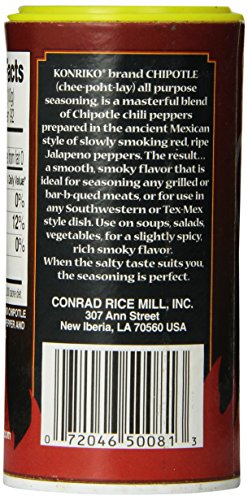 Facts
KONRIKO® brand CHIPOTLE
(chee-poht-lay) all purpose
seasoning, is a masterful blend
of Chipotle chili peppers
prepared in the ancient Mexican
style of slowly smoking red, ripe
Jalapeno peppers. The result...
a smooth, smoky flavor that is
ideal for seasoning any grilled or
bar-b-qued meats, or for use in
any Southwestern or Tex-Mex
style dish. Use on soups, salads,
vegetables, for a slightly spicy,
rich smoky flavor.
When the salty taste suits you,
the seasoning is perfect.
CONRAD RICE MILL, INC.
307 Ann Street
New Iberia, LA 70560 USA
0 72046 50081 3
Daily Value*
0%
12%
0%
CHIPOTLE
PEPPER AND